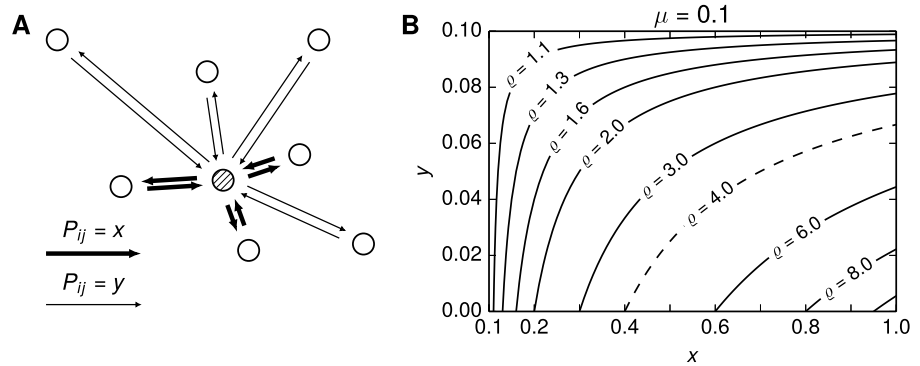 A
P_ij = x
P_ij = y
B
μ = 0.1
y
0.10
0.08
0.06
0.04
0.02
0.00
ϱ = 1.1
ϱ = 1.3
ϱ = 1.6
ϱ = 2.0
ϱ = 3.0
ϱ = 4.0
ϱ = 6.0
ϱ = 8.0
0.1 0.2 0.4 0.6 0.8 1.0
x